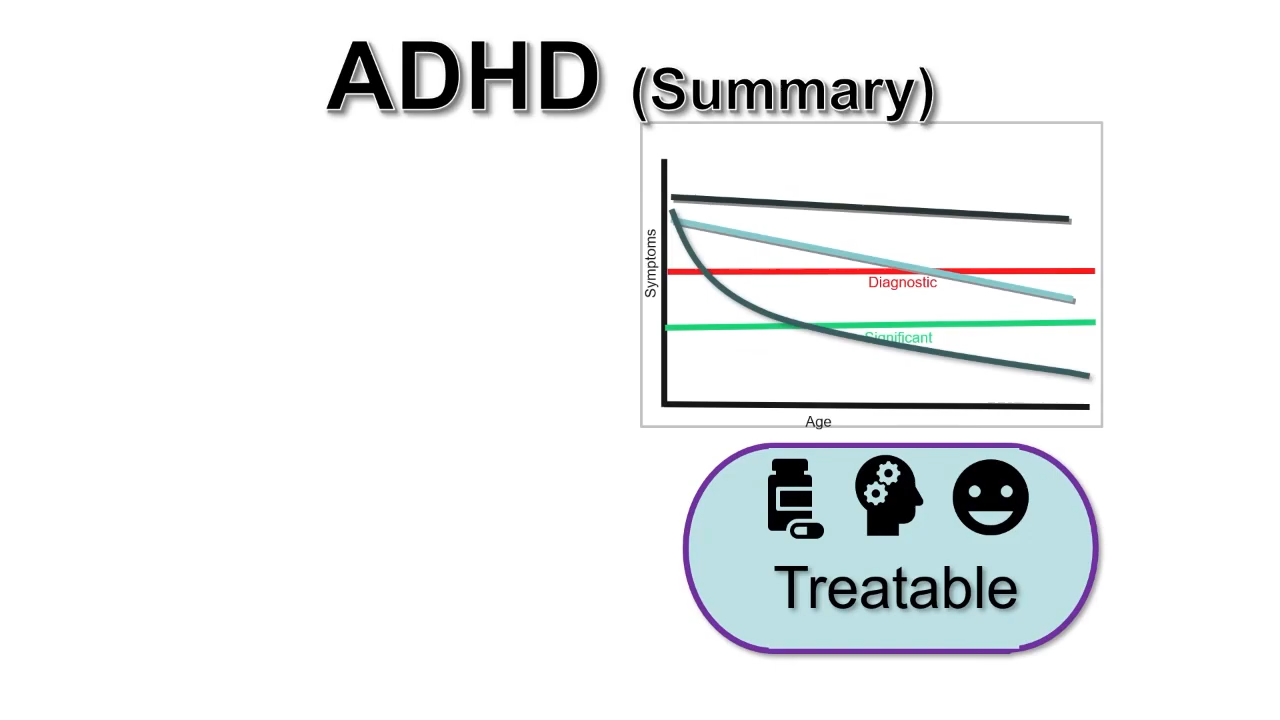 ADHD (Summary)
Symptoms
Diagnostic
Significant
Age
Treatable